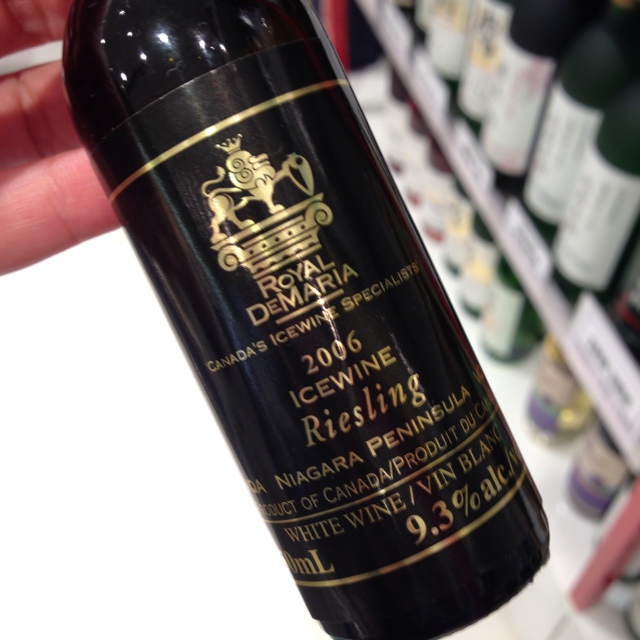 ROYAL
DEMARIA
CANADA'S ICEWINE SPECIALISTS
2006
ICEWINE
Riesling
NIAGARA PENINSULA
OF CANADA/PRODUIT DU
WHITE WINE / VIN BLANC
9.3% alc.
0mL